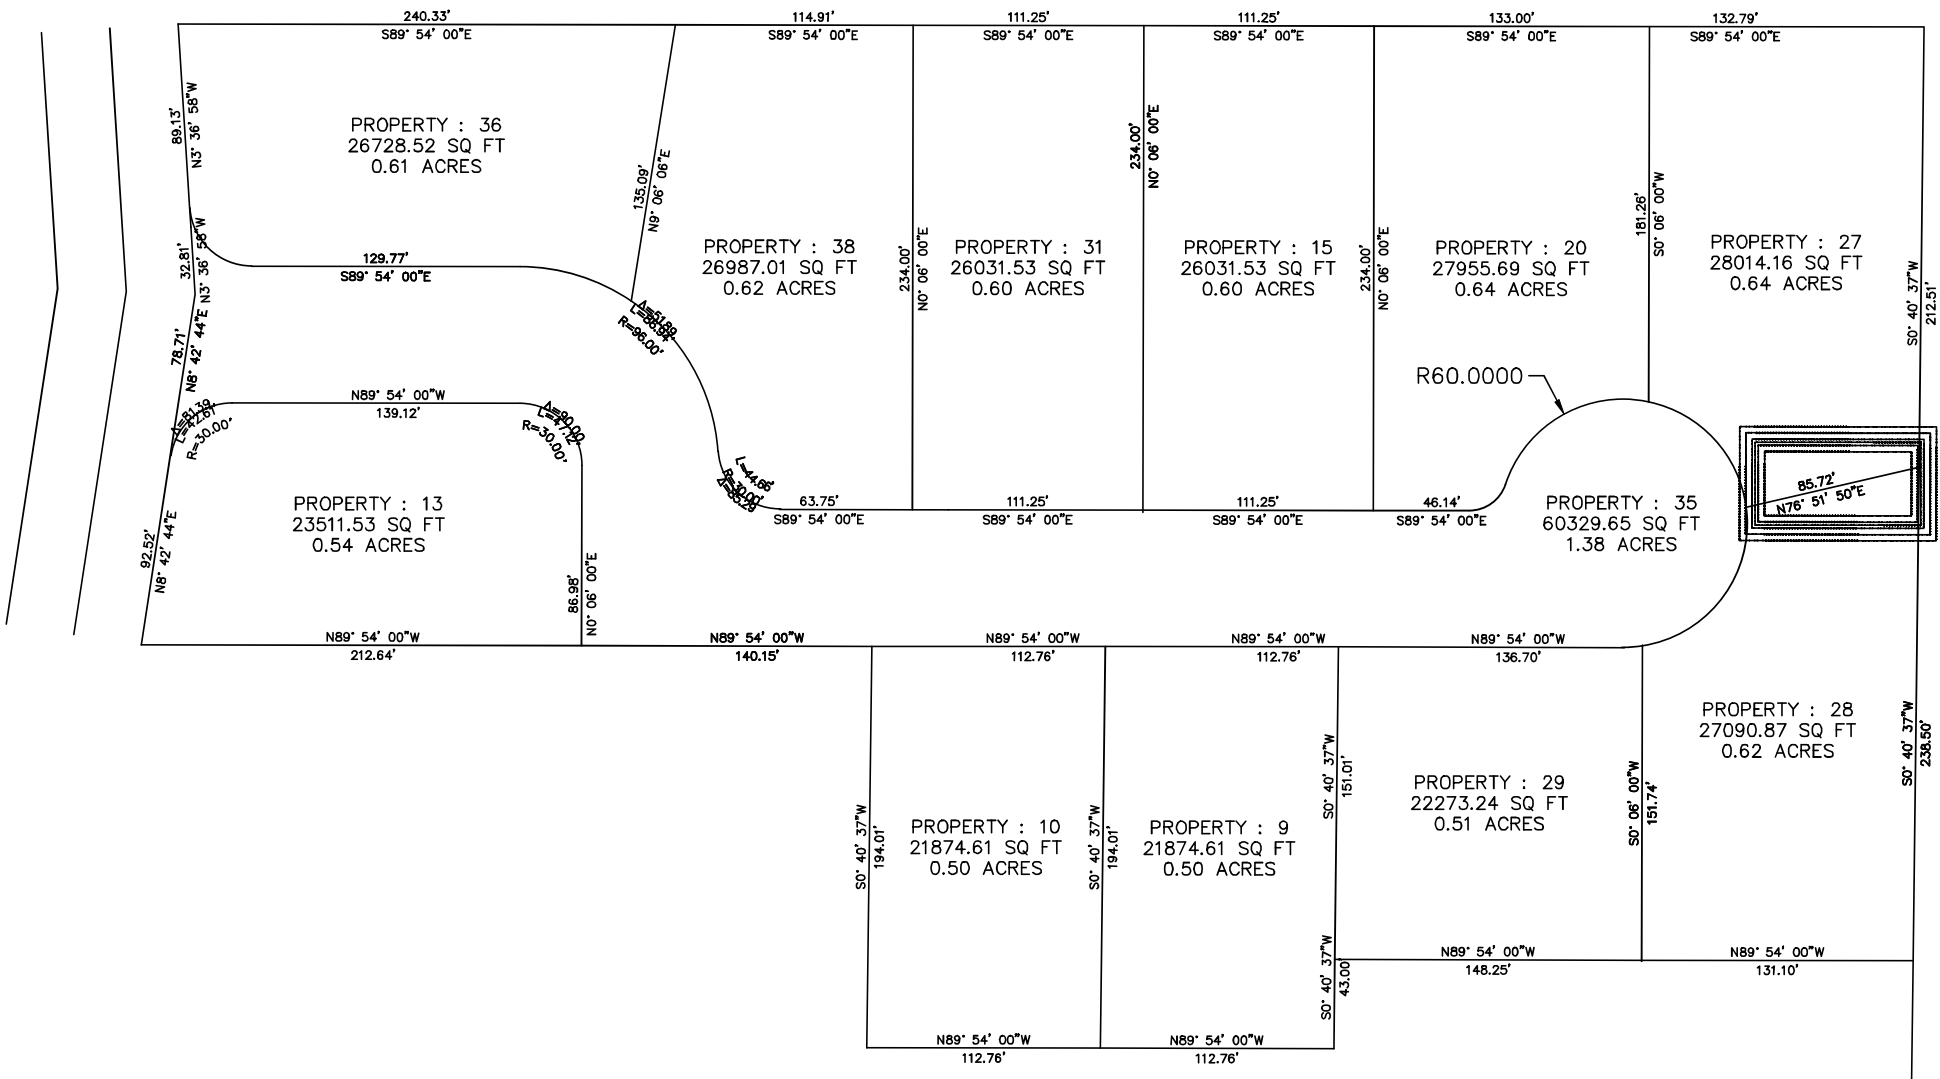 240.33'
S89° 54' 00"E
114.91'
S89° 54' 00"E
111.25'
S89° 54' 00"E
111.25'
S89° 54' 00"E
133.00'
S89° 54' 00"E
132.79'
S89° 54' 00"E
89.13'
N3° 36' 58"W
PROPERTY : 36
26728.52 SQ FT
0.61 ACRES
135.09'
N9° 06' 06"E
234.00'
N0° 06' 00"E
181.26'
S0° 06' 00"W
32.81'
N3° 36' 58"W
129.77'
S89° 54' 00"E
PROPERTY : 38
26987.01 SQ FT
0.62 ACRES
234.00'
N0° 06' 00"E
PROPERTY : 31
26031.53 SQ FT
0.60 ACRES
PROPERTY : 15
26031.53 SQ FT
0.60 ACRES
234.00'
N0° 06' 00"E
PROPERTY : 20
27955.69 SQ FT
0.64 ACRES
PROPERTY : 27
28014.16 SQ FT
0.64 ACRES
S0° 40' 37"W
212.51'
78.71'
N8° 42' 44"E
Δ=51.89
L=86.94'
R=96.00'
R60.0000
Δ=81.39
L=42.61'
R=30.00'
N89° 54' 00"W
139.12'
Δ=90.00
L=47.12'
R=30.00'
L=44.66'
R=30.00'
Δ=85.29
63.75'
S89° 54' 00"E
111.25'
S89° 54' 00"E
111.25'
S89° 54' 00"E
46.14'
S89° 54' 00"E
85.72'
N76° 51' 50"E
PROPERTY : 13
23511.53 SQ FT
0.54 ACRES
PROPERTY : 35
60329.65 SQ FT
1.38 ACRES
92.52'
N8° 42' 44"E
86.98'
N0° 06' 00"E
N89° 54' 00"W
212.64'
N89° 54' 00"W
140.15'
N89° 54' 00"W
112.76'
N89° 54' 00"W
112.76'
N89° 54' 00"W
136.70'
PROPERTY : 28
27090.87 SQ FT
0.62 ACRES
S0° 40' 37"W
238.50'
S0° 40' 37"W
151.01'
PROPERTY : 29
22273.24 SQ FT
0.51 ACRES
S0° 06' 00"W
151.74'
S0° 40' 37"W
194.01'
PROPERTY : 10
21874.61 SQ FT
0.50 ACRES
S0° 40' 37"W
194.01'
PROPERTY : 9
21874.61 SQ FT
0.50 ACRES
S0° 40' 37"W
43.00'
N89° 54' 00"W
148.25'
N89° 54' 00"W
131.10'
N89° 54' 00"W
112.76'
N89° 54' 00"W
112.76'